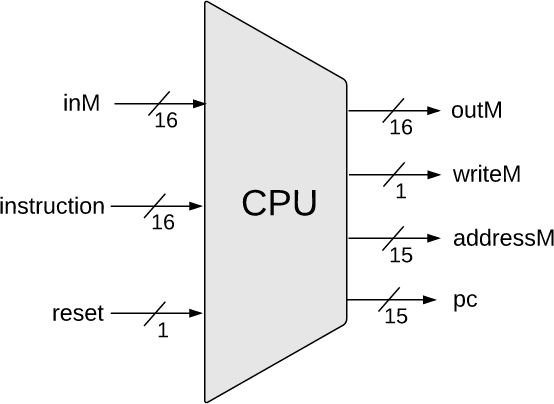 inM
16
instruction
16
reset
1
CPU
outM
16
writeM
1
addressM
15
pc
15